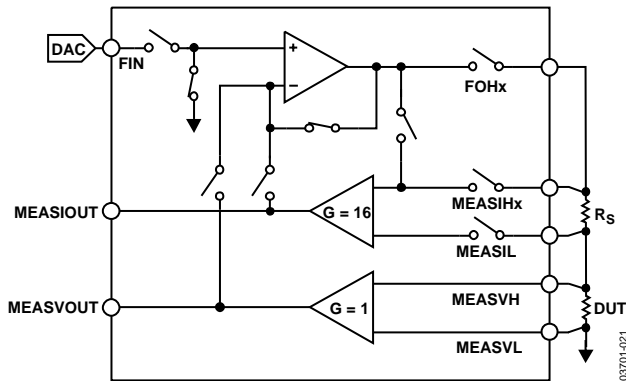 DAC
FIN
+
−
FOHx
MEASIOUT
G = 16
MEASIHx
RS
MEASIL
MEASVOUT
G = 1
MEASVH
DUT
MEASVL
03701-021